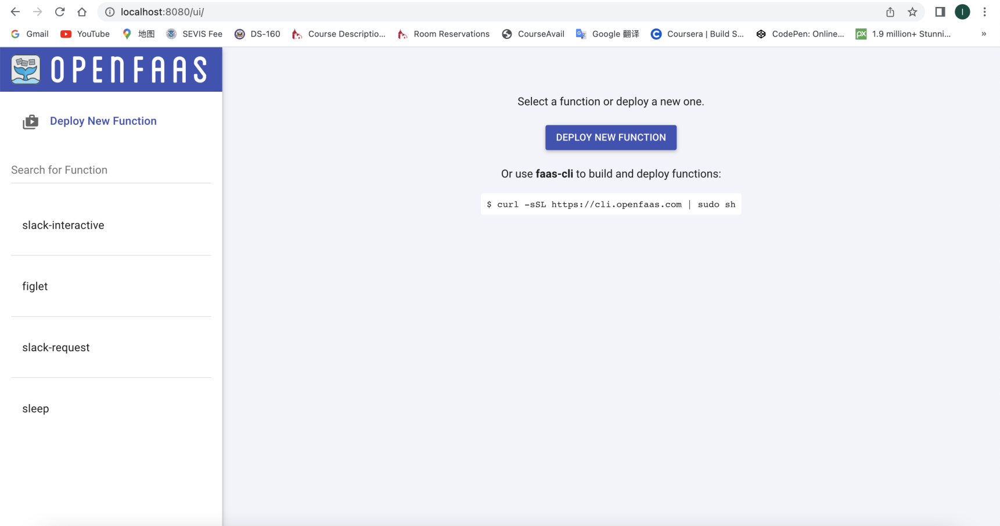 localhost:8080/ui/
I
Gmail YouTube 地图 SEVIS Fee DS-160 Course Descriptio... Room Reservations CourseAvail Google 翻译 Coursera | Build S... CodePen: Online... 1.9 million+ Stunni... »
OPENFAAS
Deploy New Function
Search for Function
slack-interactive
figlet
slack-request
sleep
Select a function or deploy a new one.
DEPLOY NEW FUNCTION
Or use faas-cli to build and deploy functions:
$ curl -sSL https://cli.openfaas.com | sudo sh